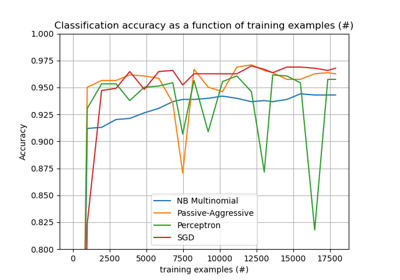 Classification accuracy as a function of training examples (#)
1.000
0.975
0.950
0.925
0.900
0.875
0.850
0.825
0.800
Accuracy
NB Multinomial
Passive-Aggressive
Perceptron
SGD
0 2500 5000 7500 10000 12500 15000 17500
training examples (#)